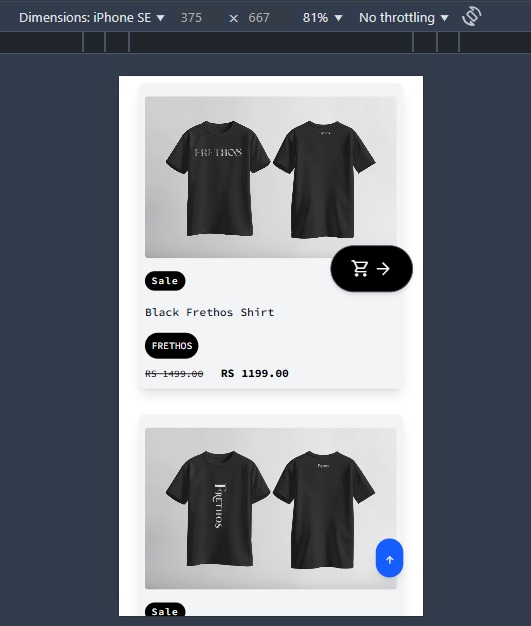 Dimensions: iPhone SE ▼ 375 × 667 81% ▼ No throttling ▼
FRETHOS
Sale
Black Frethos Shirt
FRETHOS
RS 1499.00 RS 1199.00
FRETHOS
Sale